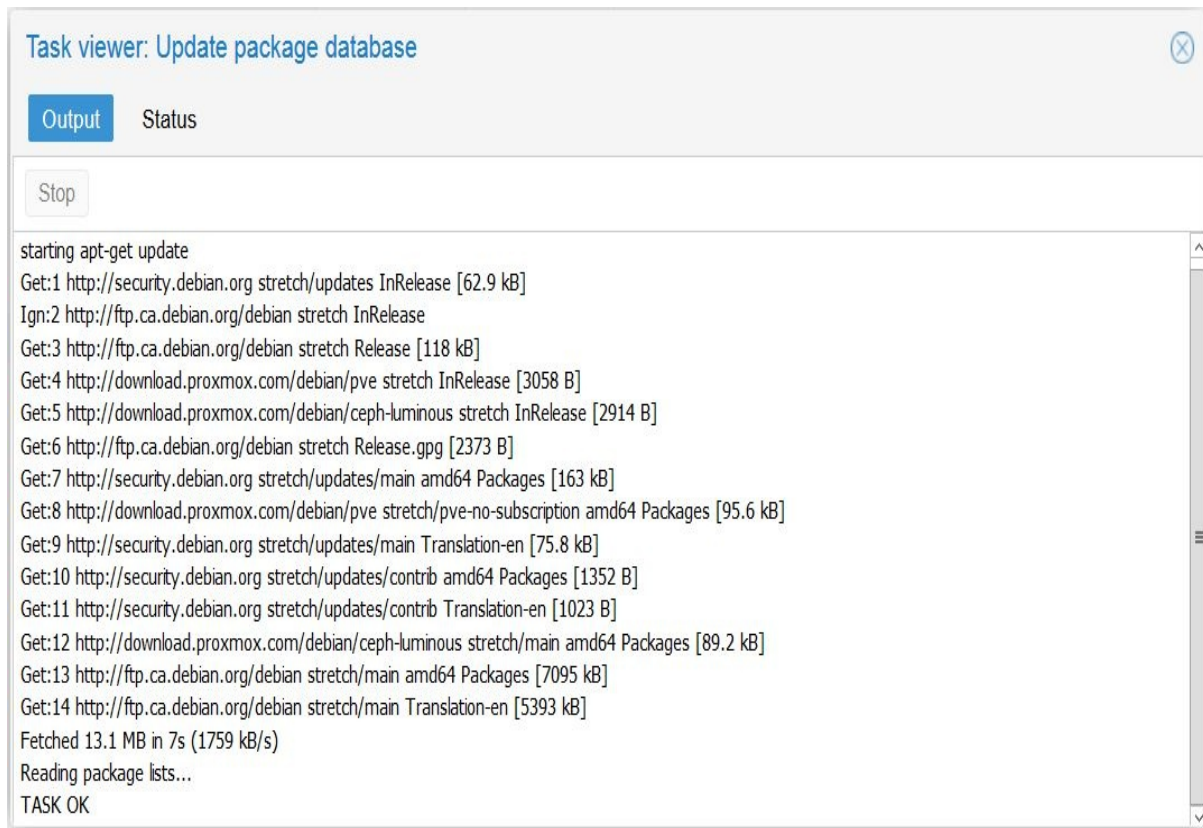 Task viewer: Update package database
Output Status
Stop
starting apt-get update
Get:1 http://security.debian.org stretch/updates InRelease [62.9 kB]
Ign:2 http://ftp.ca.debian.org/debian stretch InRelease
Get:3 http://ftp.ca.debian.org/debian stretch Release [118 kB]
Get:4 http://download.proxmox.com/debian/pve stretch InRelease [3058 B]
Get:5 http://download.proxmox.com/debian/ceph-luminous stretch InRelease [2914 B]
Get:6 http://ftp.ca.debian.org/debian stretch Release.gpg [2373 B]
Get:7 http://security.debian.org stretch/updates/main amd64 Packages [163 kB]
Get:8 http://download.proxmox.com/debian/pve stretch/pve-no-subscription amd64 Packages [95.6 kB]
Get:9 http://security.debian.org stretch/updates/main Translation-en [75.8 kB]
Get:10 http://security.debian.org stretch/updates/contrib amd64 Packages [1352 B]
Get:11 http://security.debian.org stretch/updates/contrib Translation-en [1023 B]
Get:12 http://download.proxmox.com/debian/ceph-luminous stretch/main amd64 Packages [89.2 kB]
Get:13 http://ftp.ca.debian.org/debian stretch/main amd64 Packages [7095 kB]
Get:14 http://ftp.ca.debian.org/debian stretch/main Translation-en [5393 kB]
Fetched 13.1 MB in 7s (1759 kB/s)
Reading package lists...
TASK OK